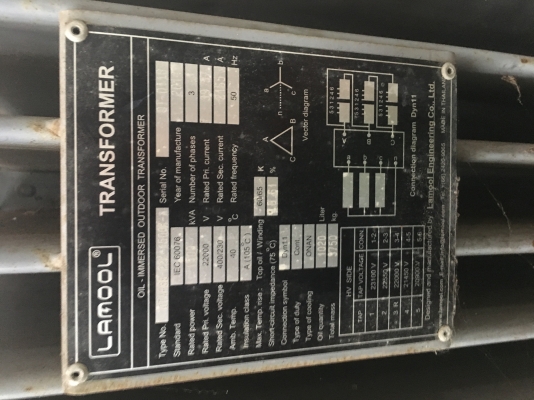 LAMOOL
TRANSFORMER
OIL-IMMERSED OUTDOOR TRANSFORMER
Type No.
Serial No.
Standard IEC 60076
Year of manufacture
Rated power kVA
Number of phases 3
Rated Pri. voltage 22000 V
Rated Pri. current A
Rated Sec. voltage 400/230 V
Rated Sec. current A
Amb. Temp. 40 °C
Rated frequency 50 Hz
Insulation class A (105°C)
Max. Temp. rise : Top oil / Winding 60/65 K
Short-circuit impedance (75°C) %
Connection symbol Dyn11
Type of duty Cont.
Type of cooling ONAN
Oil quantity Liter
Total mass kg.
Vector diagram
HV SIDE
TAP TAP VOLTAGE CONN.
1 23100 V 1-2
2 22550 V 2-3
3 R 22000 V 3-4
4 21450 V 4-5
5 20900 V 5-6
Connection diagram Dyn11
Designed and manufactured by Lamool Engineering Co., Ltd.
MADE IN THAILAND